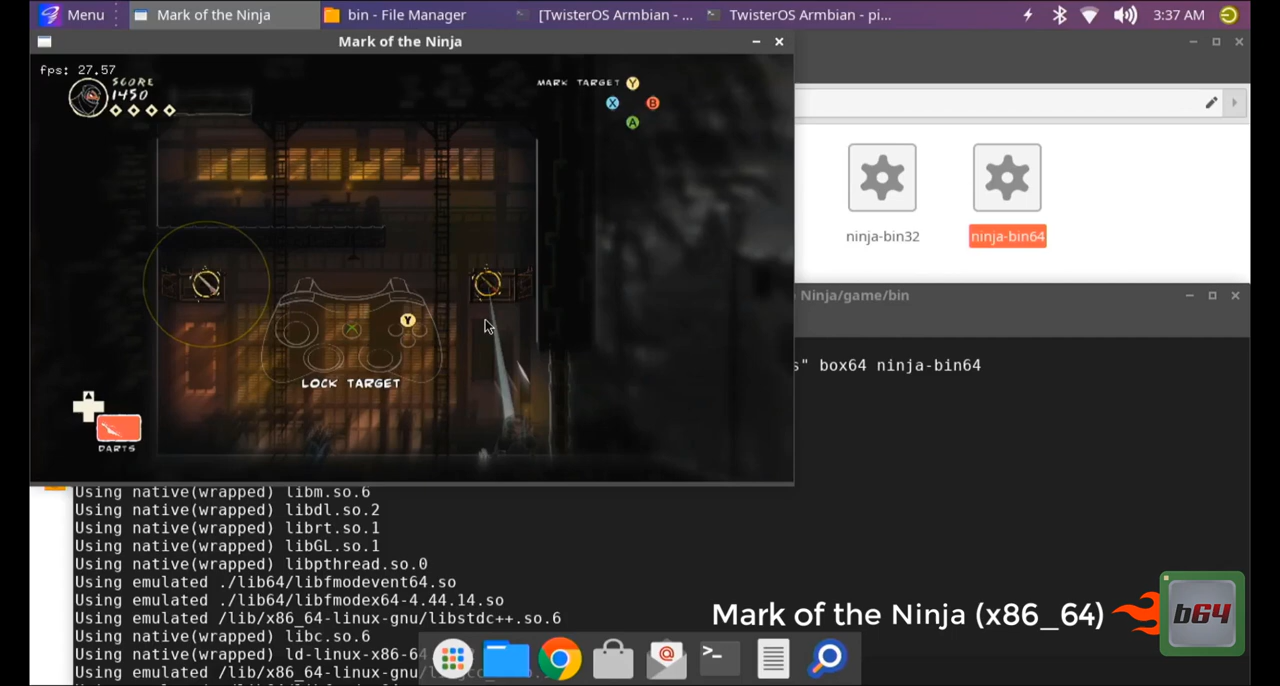 Menu
Mark of the Ninja
bin - File Manager
[TwisterOS Armbian - ...
TwisterOS Armbian - pi...
3:37 AM
Mark of the Ninja
fps: 27.57
SCORE
1450
MARK TARGET Y
X
B
A
Y
LOCK TARGET
DARTS
ninja-bin32
ninja-bin64
Ninja/game/bin
s" box64 ninja-bin64
Using native(wrapped) libm.so.6
Using native(wrapped) libdl.so.2
Using native(wrapped) librt.so.1
Using native(wrapped) libGL.so.1
Using native(wrapped) libpthread.so.0
Using emulated ./lib64/libfmodevent64.so
Using emulated ./lib64/libfmodex64-4.44.14.so
Using emulated /lib/x86_64-linux-gnu/libstdc++.so.6
Using native(wrapped) libc.so.6
Using native(wrapped) ld-linux-x86-64
Using emulated /lib/x86_64-linux-gnu/
Mark of the Ninja (x86_64)
b64